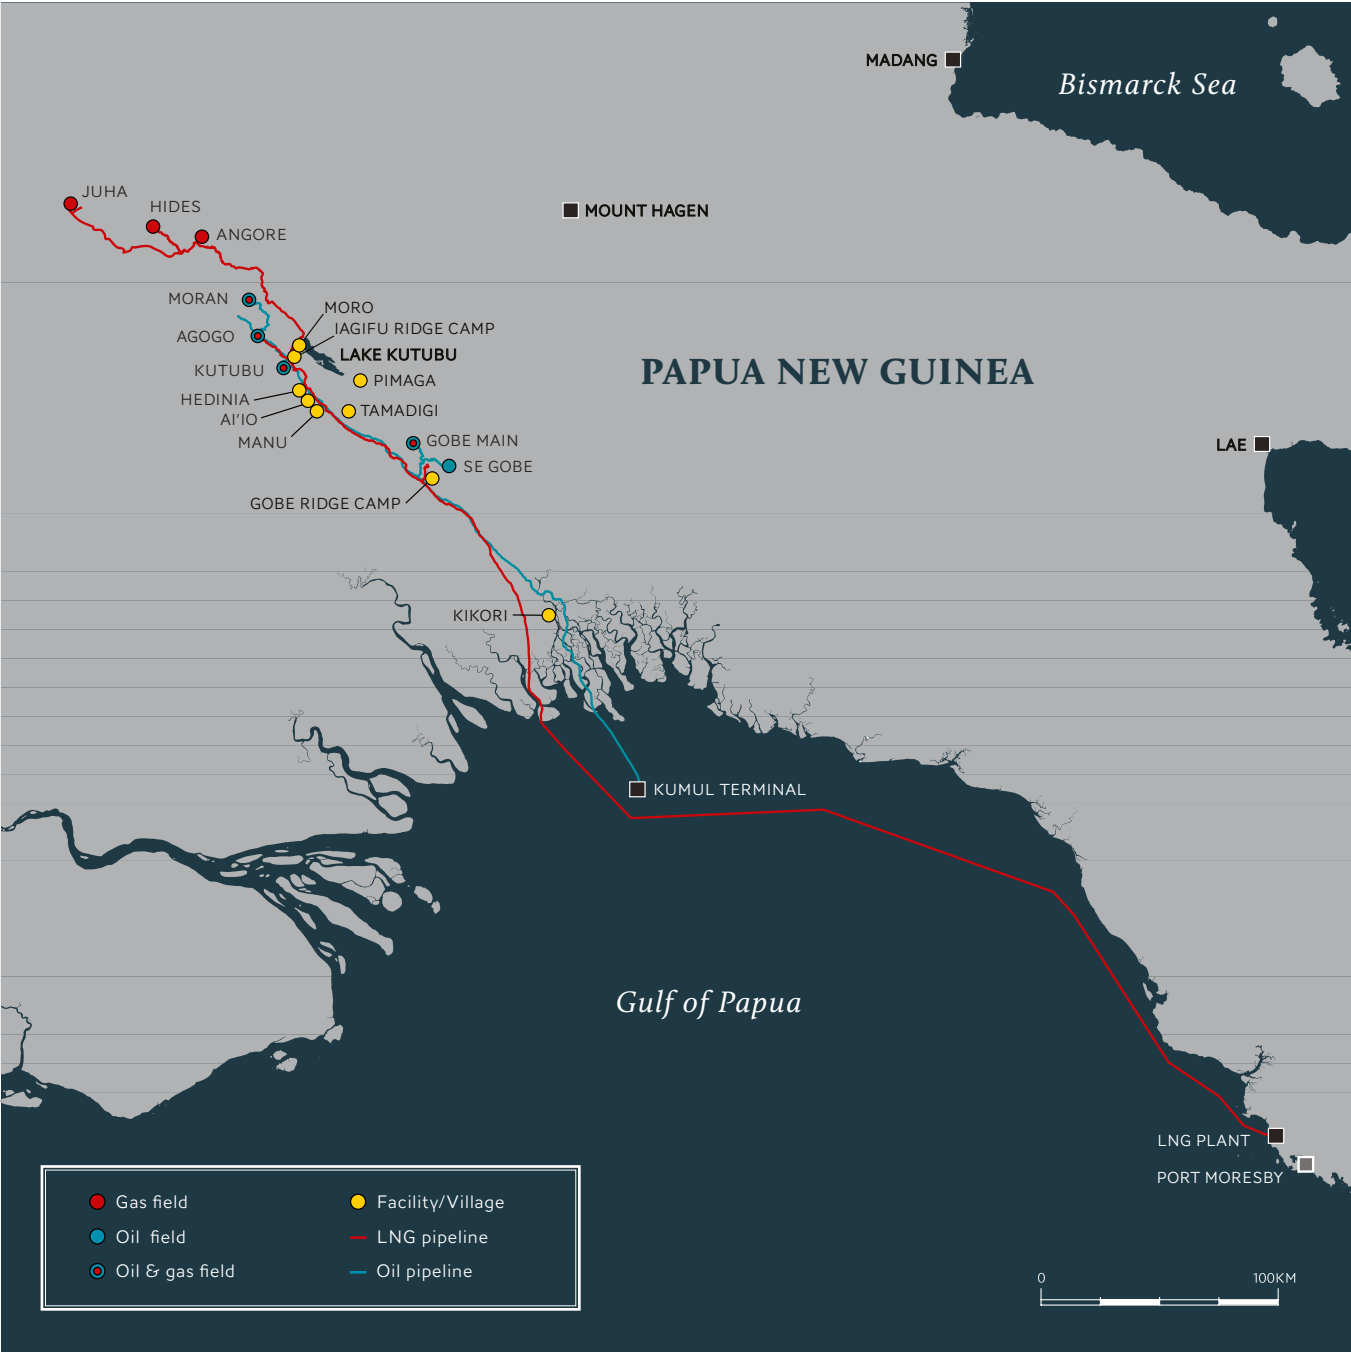 MADANG
Bismarck Sea
JUHA
HIDES
MOUNT HAGEN
ANGORE
MORAN
MORO
IAGIFU RIDGE CAMP
AGOGO
LAKE KUTUBU
KUTUBU
PAPUA NEW GUINEA
PIMAGA
HEDINIA
TAMADIGI
AI'IO
MANU
GOBE MAIN
LAE
SE GOBE
GOBE RIDGE CAMP
KIKORI
KUMUL TERMINAL
Gulf of Papua
LNG PLANT
PORT MORESBY
Gas field
Oil field
Oil & gas field
Facility/Village
LNG pipeline
Oil pipeline
0 100KM